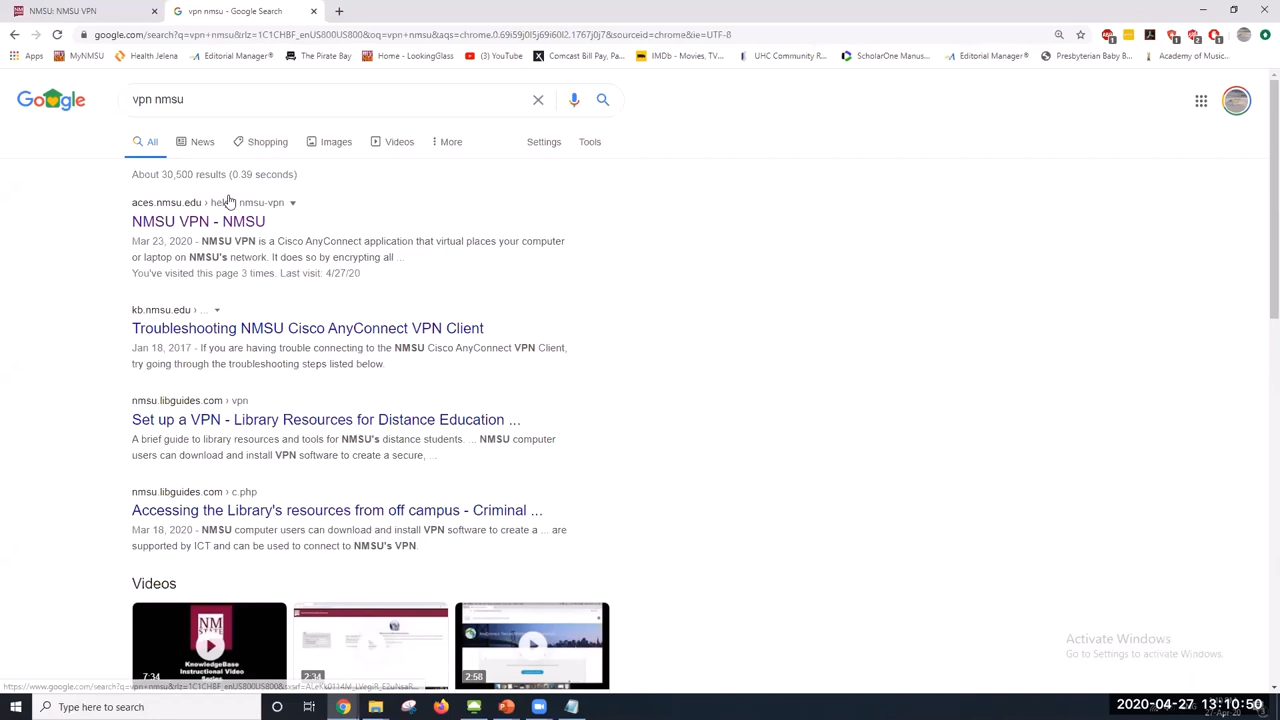 NMSU: NMSU VPN
vpn nmsu - Google Search
google.com/search?q=vpn+nmsu&rlz=1C1CHBF_enUS800US800&oq=vpn+nmsu&aqs=chrome.0.69i59j0l5j69i60l2.1767j0j7&sourceid=chrome&ie=UTF-8
Apps MyNMSU Health Jelena Editorial Manager® The Pirate Bay Home - LookingGlass (3) YouTube Comcast Bill Pay, Pa... IMDb - Movies, TV... UHC Community R... ScholarOne Manus... Editorial Manager® Presbyterian Baby B... Academy of Music...
Google
vpn nmsu
All News Shopping Images Videos More Settings Tools
About 30,500 results (0.39 seconds)
aces.nmsu.edu › nmsu-vpn
NMSU VPN - NMSU
Mar 23, 2020 - NMSU VPN is a Cisco AnyConnect application that virtual places your computer
or laptop on NMSU's network. It does so by encrypting all ...
You've visited this page 3 times. Last visit: 4/27/20
kb.nmsu.edu › ...
Troubleshooting NMSU Cisco AnyConnect VPN Client
Jan 18, 2017 - If you are having trouble connecting to the NMSU Cisco AnyConnect VPN Client,
try going through the troubleshooting steps listed below.
nmsu.libguides.com › vpn
Set up a VPN - Library Resources for Distance Education ...
A brief guide to library resources and tools for NMSU's distance students. ... NMSU computer
users can download and install VPN software to create a secure, ...
nmsu.libguides.com › c.php
Accessing the Library's resources from off campus - Criminal ...
Mar 18, 2020 - NMSU computer users can download and install VPN software to create a ... are
supported by ICT and can be used to connect to NMSU's VPN.
Videos
NM
STATE
KnowledgeBase
Instructional Video
Series
7:34
2:34
2:58
Activate Windows
Go to Settings to activate Windows.
Type here to search
2020-04-27 13:10:50